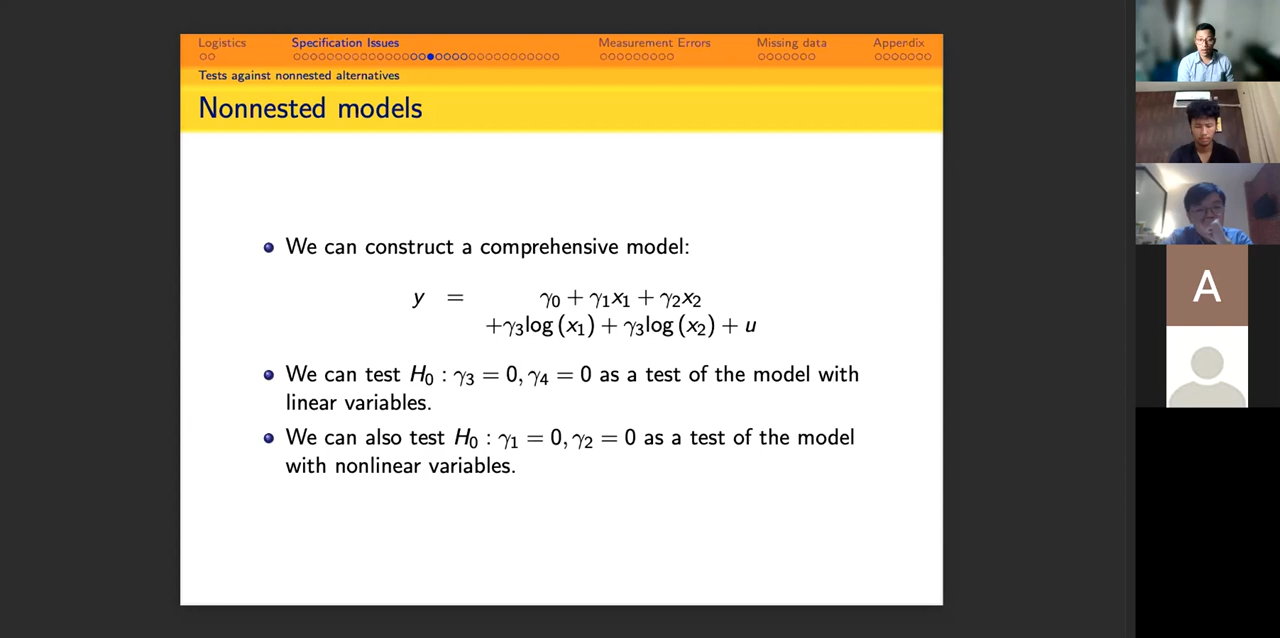 Logistics Specification Issues Measurement Errors Missing data Appendix
Tests against nonnested alternatives
Nonnested models
We can construct a comprehensive model:
y = γ0 + γ1x1 + γ2x2
+γ3log (x1) + γ3log (x2) + u
We can test H0 : γ3 = 0, γ4 = 0 as a test of the model with
linear variables.
We can also test H0 : γ1 = 0, γ2 = 0 as a test of the model
with nonlinear variables.
A